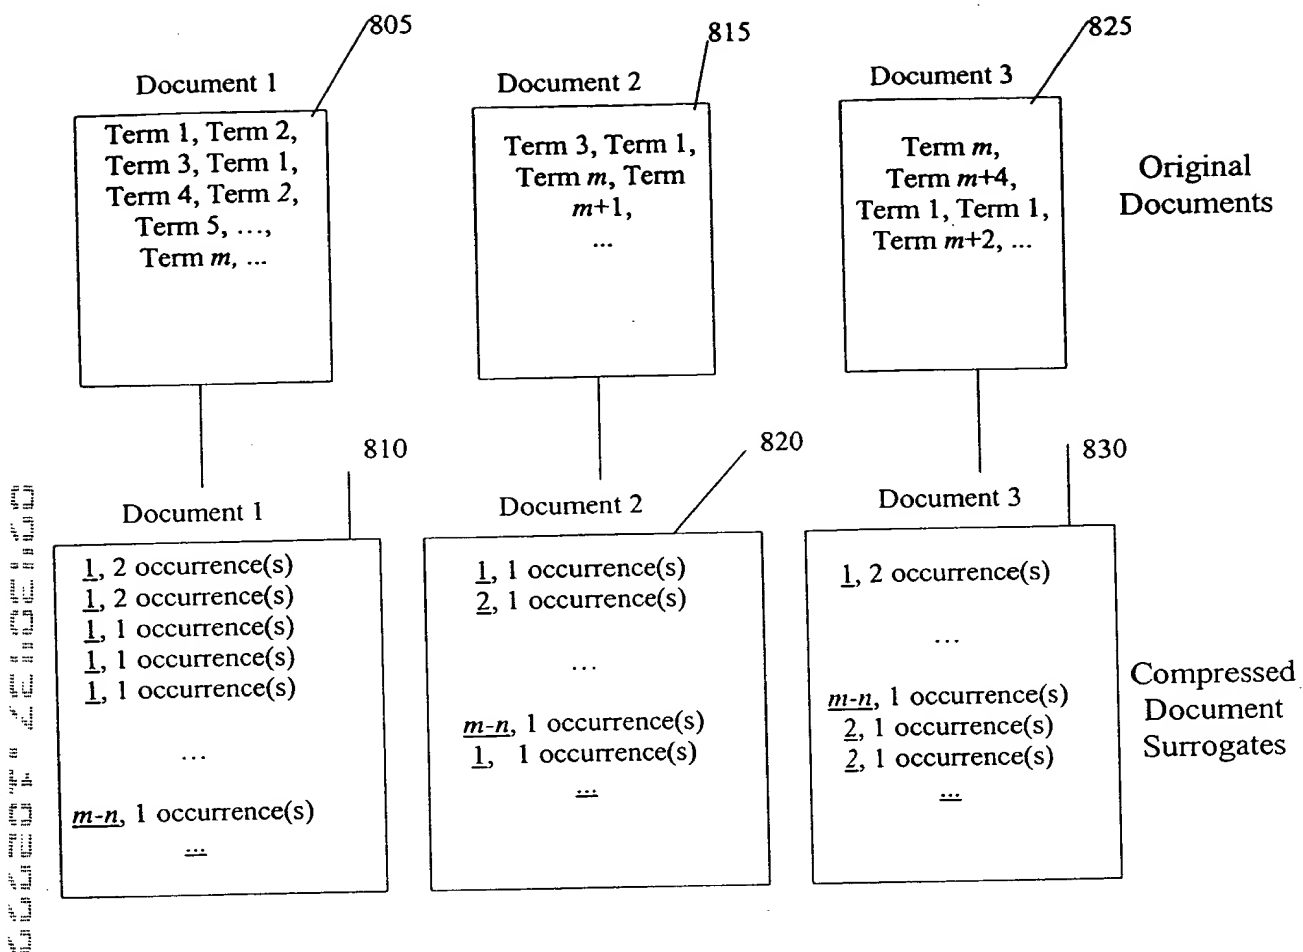 805
815
825
Document 1
Document 2
Document 3
Term 1, Term 2,
Term 3, Term 1,
Term 4, Term 2,
Term 5, ...,
Term m, ...
Term 3, Term 1,
Term m, Term
m+1,
...
Term m,
Term m+4,
Term 1, Term 1,
Term m+2, ...
Original
Documents
810
820
830
Document 1
Document 2
Document 3
1, 2 occurrence(s)
1, 2 occurrence(s)
1, 1 occurrence(s)
1, 1 occurrence(s)
1, 1 occurrence(s)
...
m-n, 1 occurrence(s)
...
1, 1 occurrence(s)
2, 1 occurrence(s)
...
m-n, 1 occurrence(s)
1, 1 occurrence(s)
...
1, 2 occurrence(s)
...
m-n, 1 occurrence(s)
2, 1 occurrence(s)
2, 1 occurrence(s)
...
Compressed
Document
Surrogates